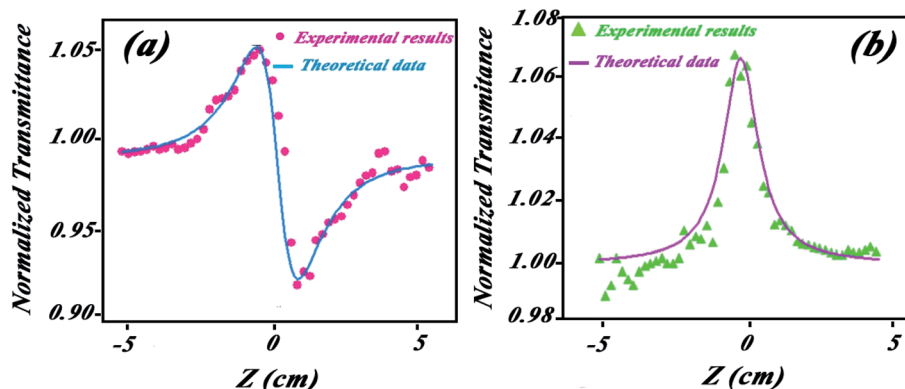 (a)
Experimental results
Theoretical data
Normalized Transmittance
1.05
1.00
0.95
0.90
-5
0
5
Z (cm)
(b)
Experimental results
Theoretical data
Normalized Transmitance
1.08
1.06
1.04
1.02
1.00
0.98
-5
0
5
Z (cm)